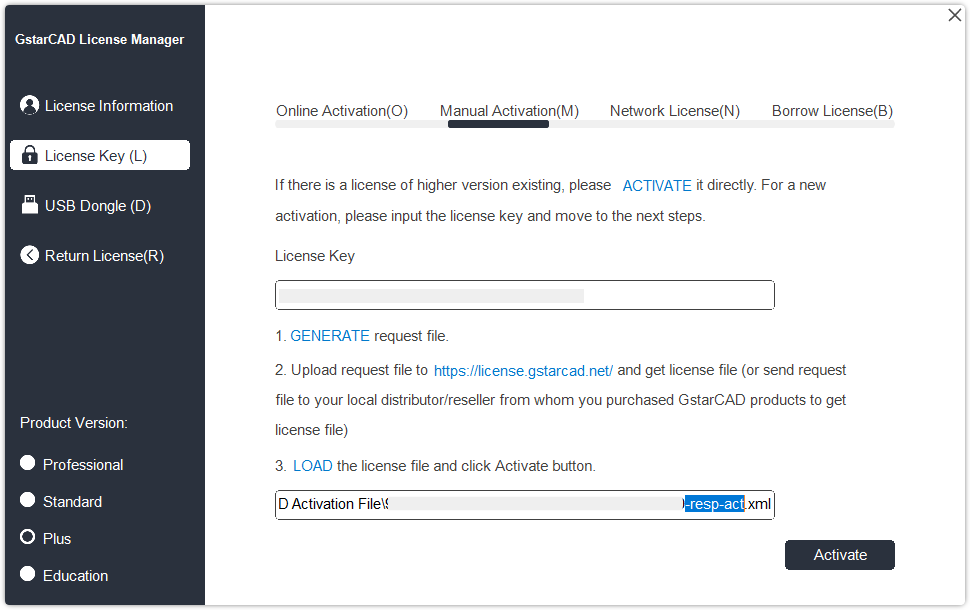 GstarCAD License Manager
License Information
License Key (L)
USB Dongle (D)
Return License(R)
Product Version:
Professional
Standard
Plus
Education
Online Activation(O) Manual Activation(M) Network License(N) Borrow License(B)
If there is a license of higher version existing, please ACTIVATE it directly. For a new
activation, please input the license key and move to the next steps.
License Key
1. GENERATE request file.
2. Upload request file to https://license.gstarcad.net/ and get license file (or send request
file to your local distributor/reseller from whom you purchased GstarCAD products to get
license file)
3. LOAD the license file and click Activate button.
D Activation File\ -resp-act.xml
Activate